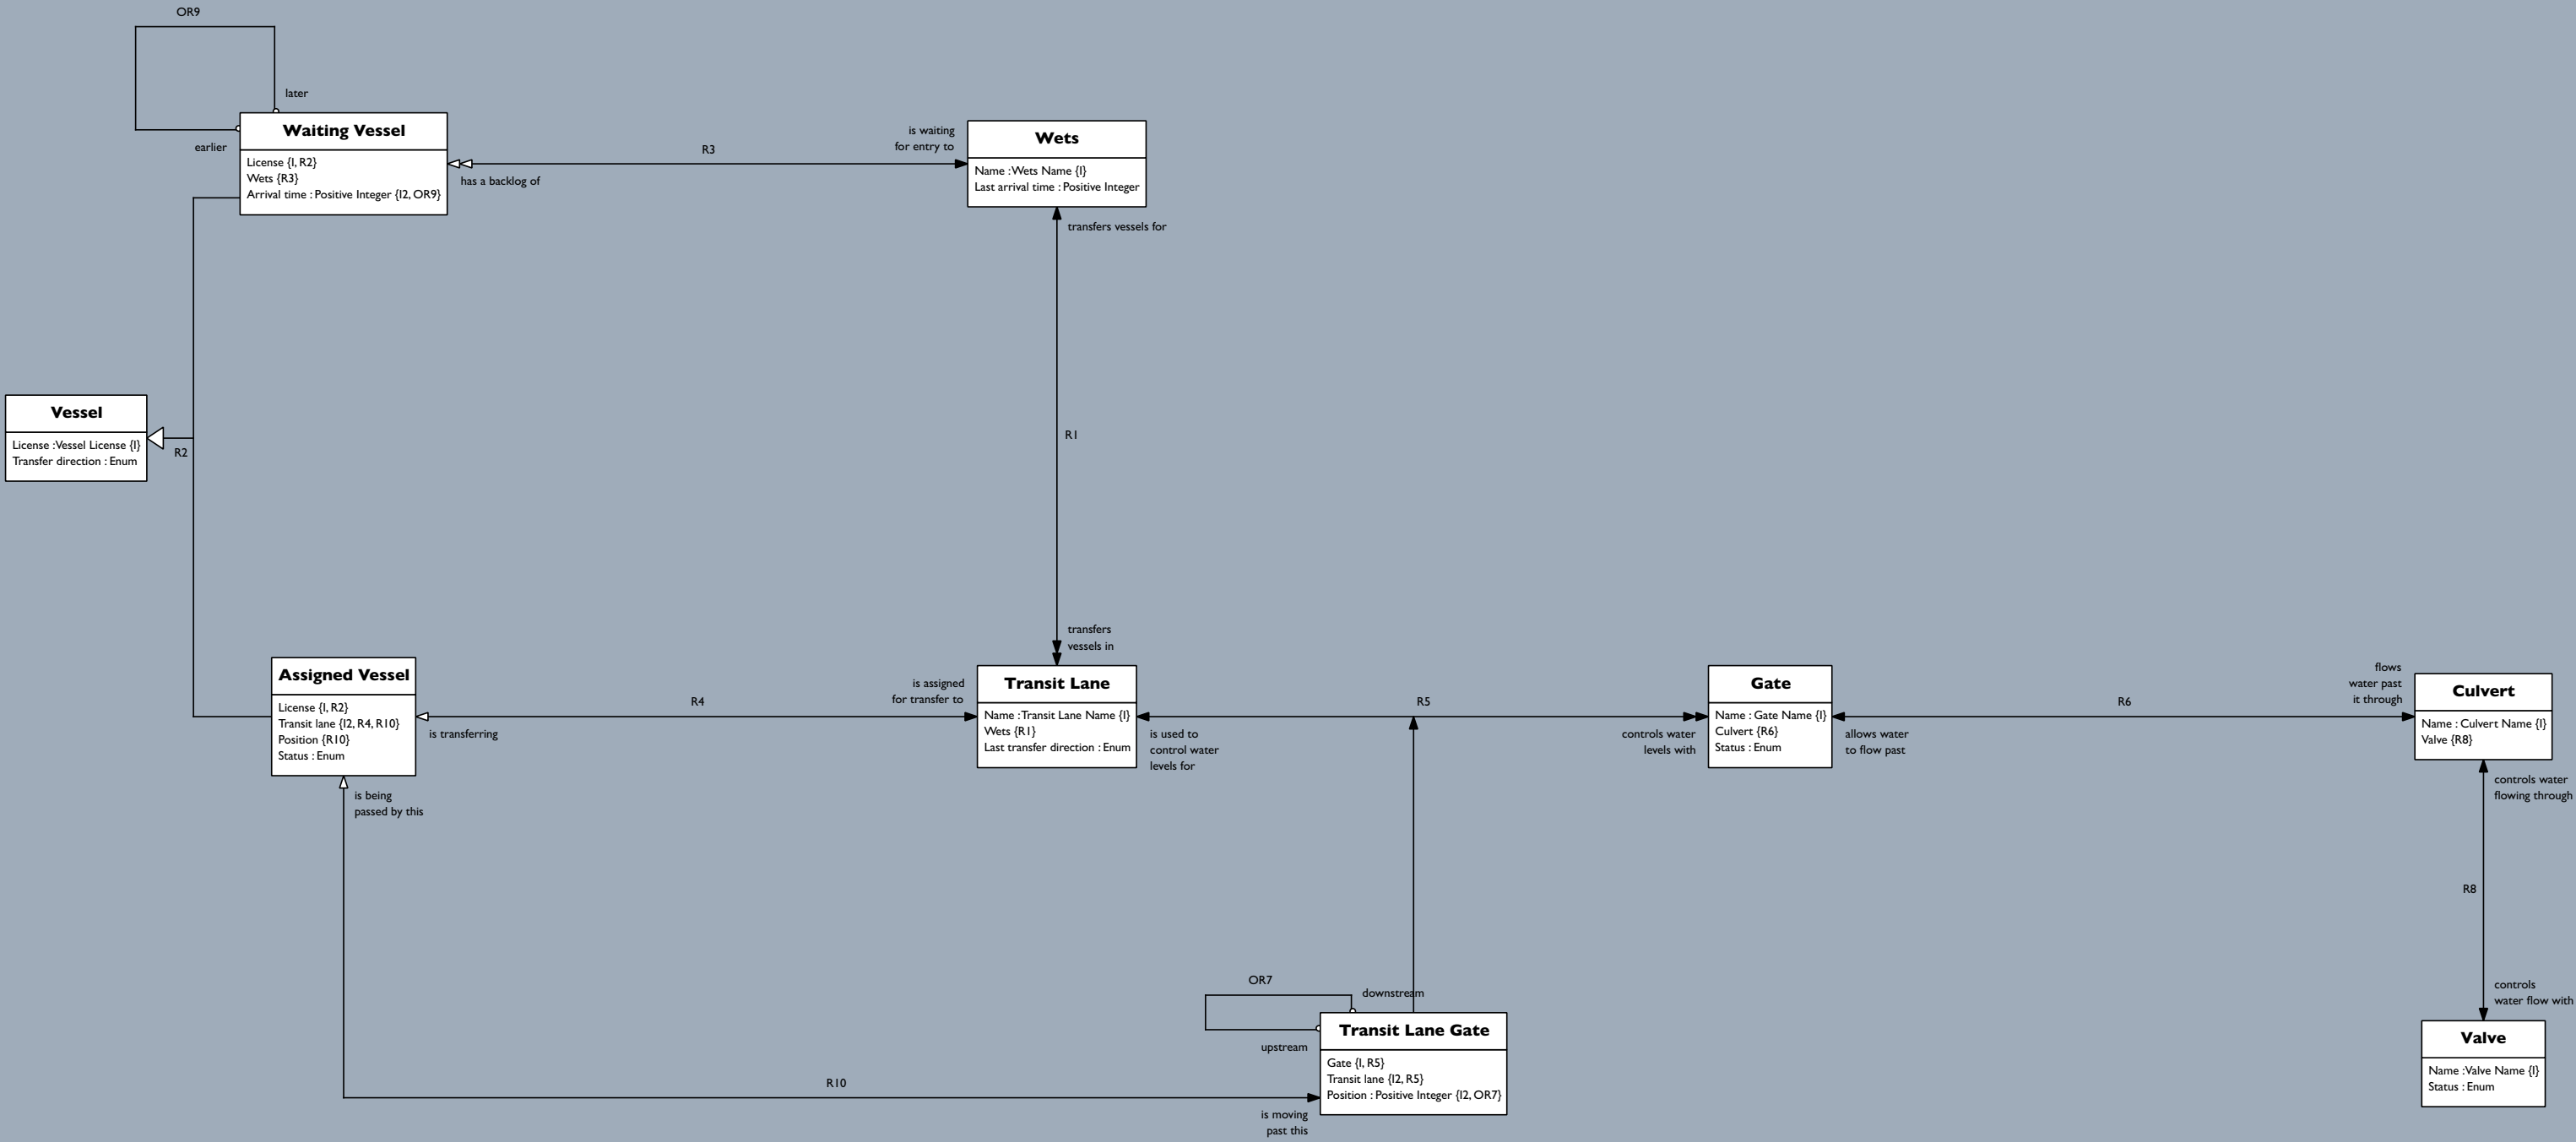 OR9
later
Waiting Vessel
earlier
License {I, R2}
Wets {R3}
Arrival time : Positive Integer {I2, OR9}
R3
has a backlog of
is waiting
for entry to
Wets
Name : Wets Name {I}
Last arrival time : Positive Integer
transfers vessels for
R1
transfers
vessels in
Vessel
License : Vessel License {I}
Transfer direction : Enum
R2
Assigned Vessel
License {I, R2}
Transit lane {I2, R4, R10}
Position {R10}
Status : Enum
R4
is transferring
is assigned
for transfer to
Transit Lane
Name : Transit Lane Name {I}
Wets {R1}
Last transfer direction : Enum
is used to
control water
levels for
R5
controls water
levels with
Gate
Name : Gate Name {I}
Culvert {R6}
Status : Enum
allows water
to flow past
R6
flows
water past
it through
Culvert
Name : Culvert Name {I}
Valve {R8}
controls water
flowing through
R8
controls
water flow with
Valve
Name : Valve Name {I}
Status : Enum
is being
passed by this
R10
is moving
past this
OR7
downstream
upstream
Transit Lane Gate
Gate {I, R5}
Transit lane {I2, R5}
Position : Positive Integer {I2, OR7}